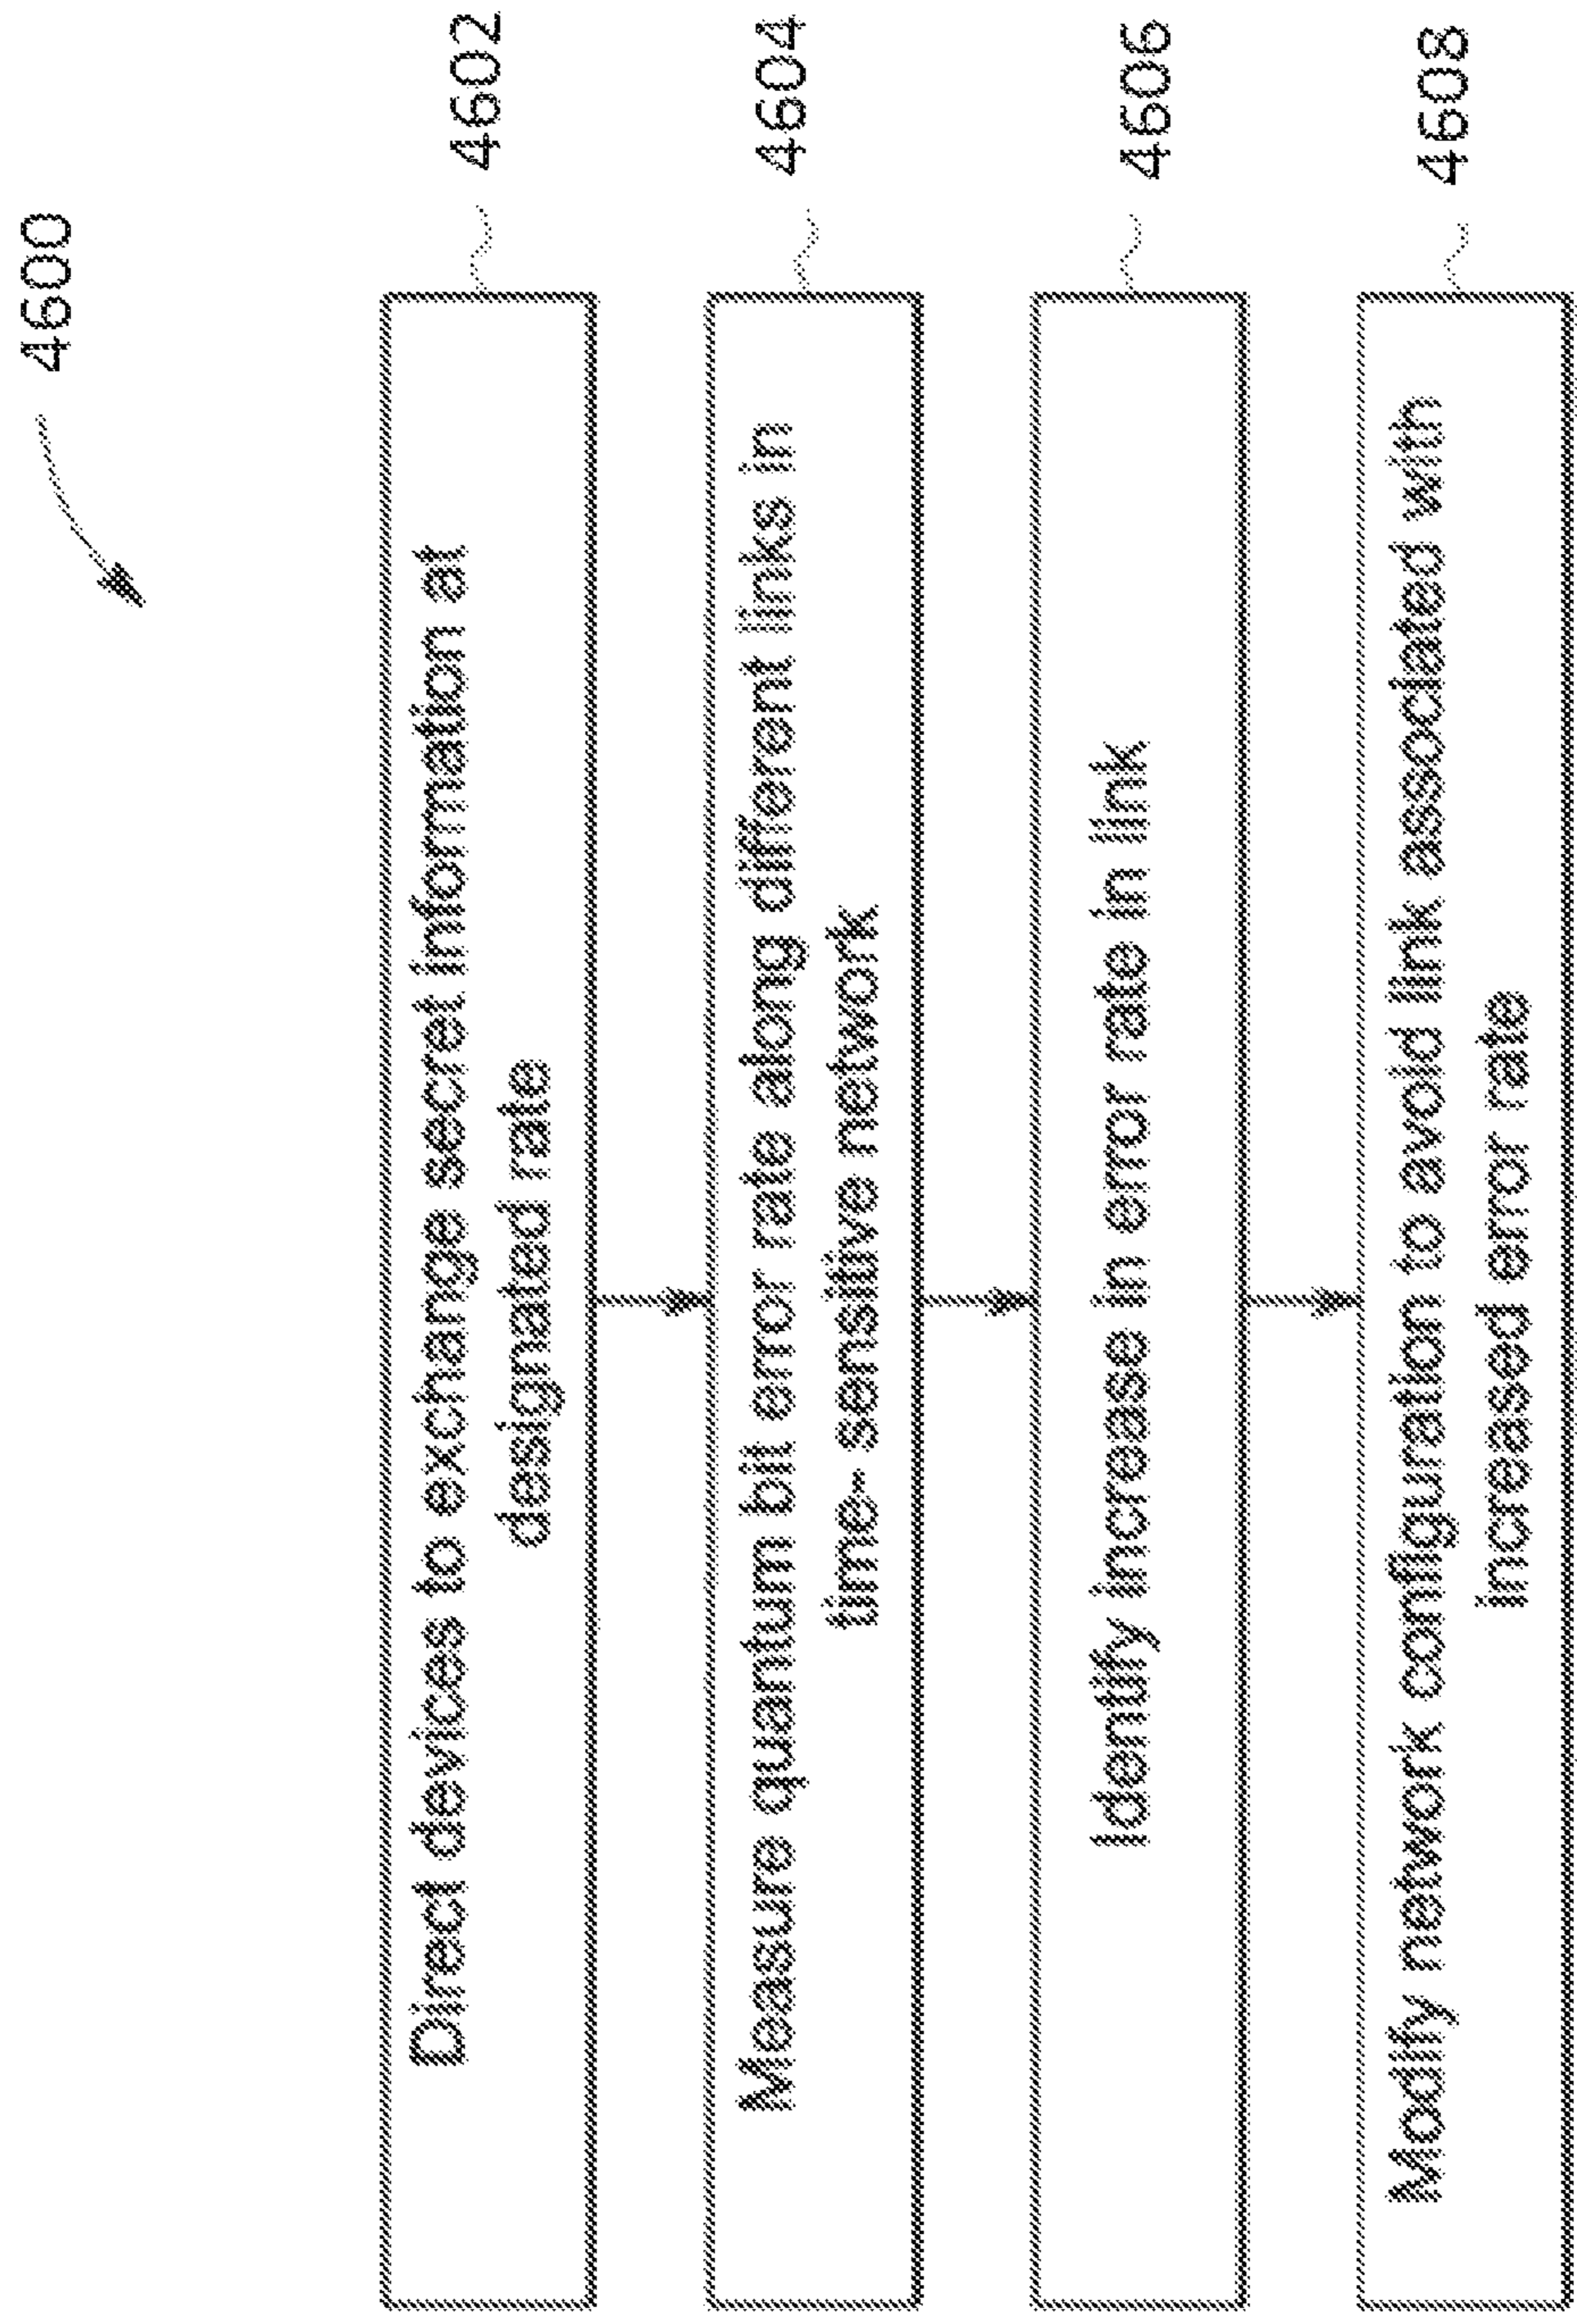 4600
Direct devices to exchange secret information at
designated rate
4602
Measure quantum bit error rate along different links in
time- sensitive network
4604
Identify increase in error rate in link
4606
Modify network configuration to avoid link associated with
increased error rate
4608